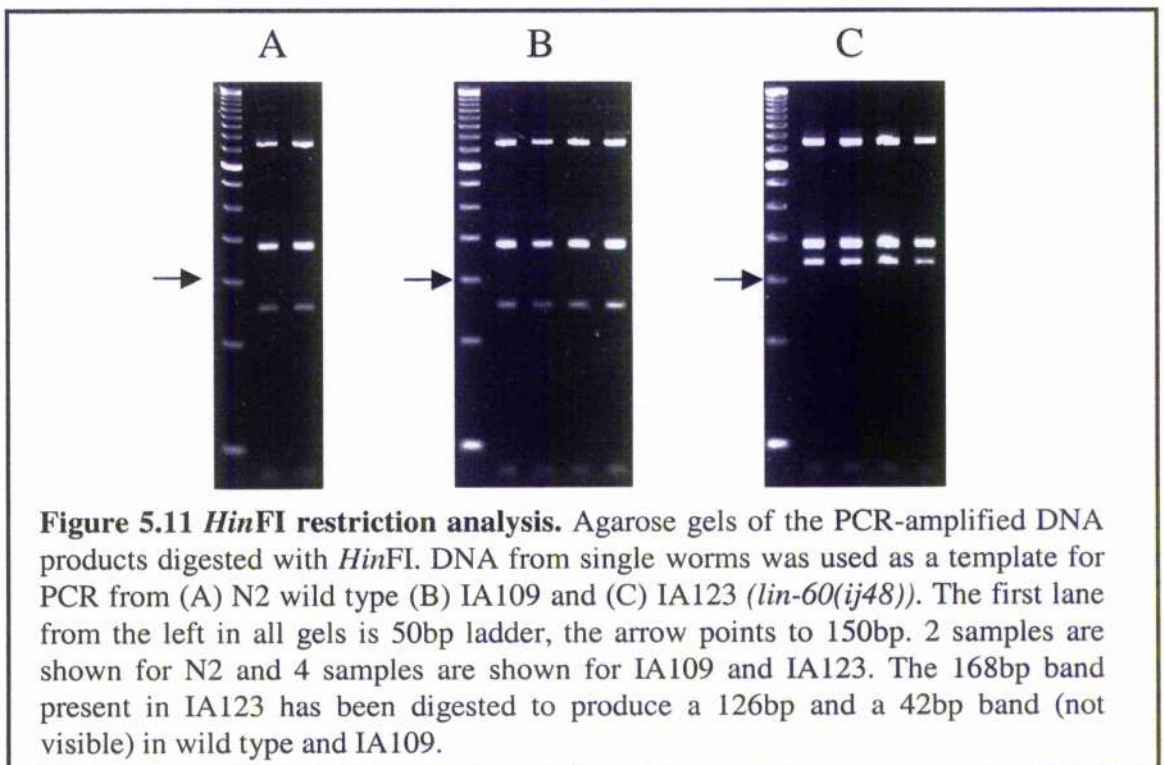 A B C
Figure 5.11 HinFI restriction analysis. Agarose gels of the PCR-amplified DNA
products digested with HinFI. DNA from single worms was used as a template for
PCR from (A) N2 wild type (B) IA109 and (C) IA123 (lin-60(ij48)). The first lane
from the left in all gels is 50bp ladder, the arrow points to 150bp. 2 samples are
shown for N2 and 4 samples are shown for IA109 and IA123. The 168bp band
present in IA123 has been digested to produce a 126bp and a 42bp band (not
visible) in wild type and IA109.